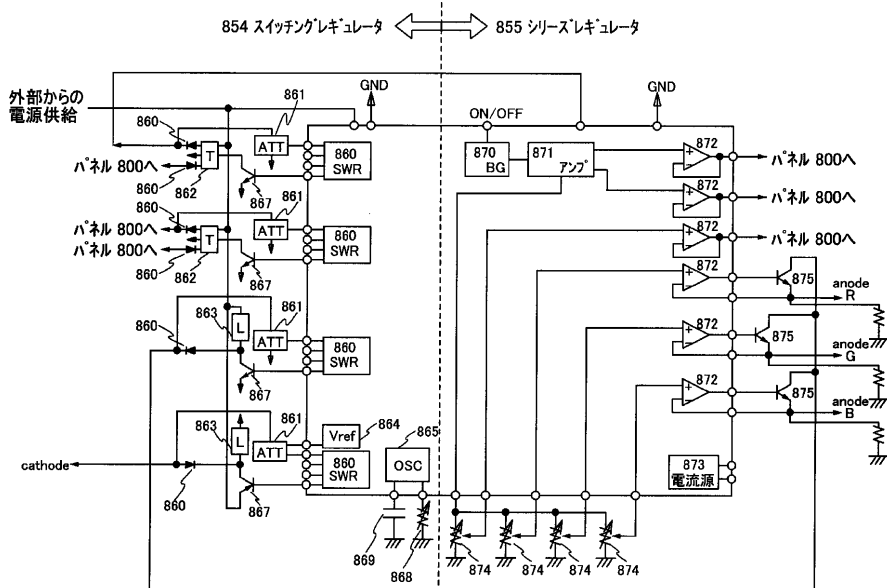 854 スイッチングレギュレータ
855 シリーズレギュレータ
外部からの
電源供給
GND
GND
ON/OFF
860
861
ATT
860
SWR
T
パネル 800へ
860
862
867
870
BG
871
アンプ
872
パネル 800へ
872
パネル 800へ
872
パネル 800へ
860
861
ATT
パネル 800へ
パネル 800へ
T
860
862
867
860
SWR
872
875
anode
R
860
863
L
861
ATT
867
860
SWR
872
875
anode
G
872
875
anode
B
863
L
861
ATT
Vref
864
860
SWR
865
OSC
cathode
860
867
873
電流源
869
868
874
874
874
874